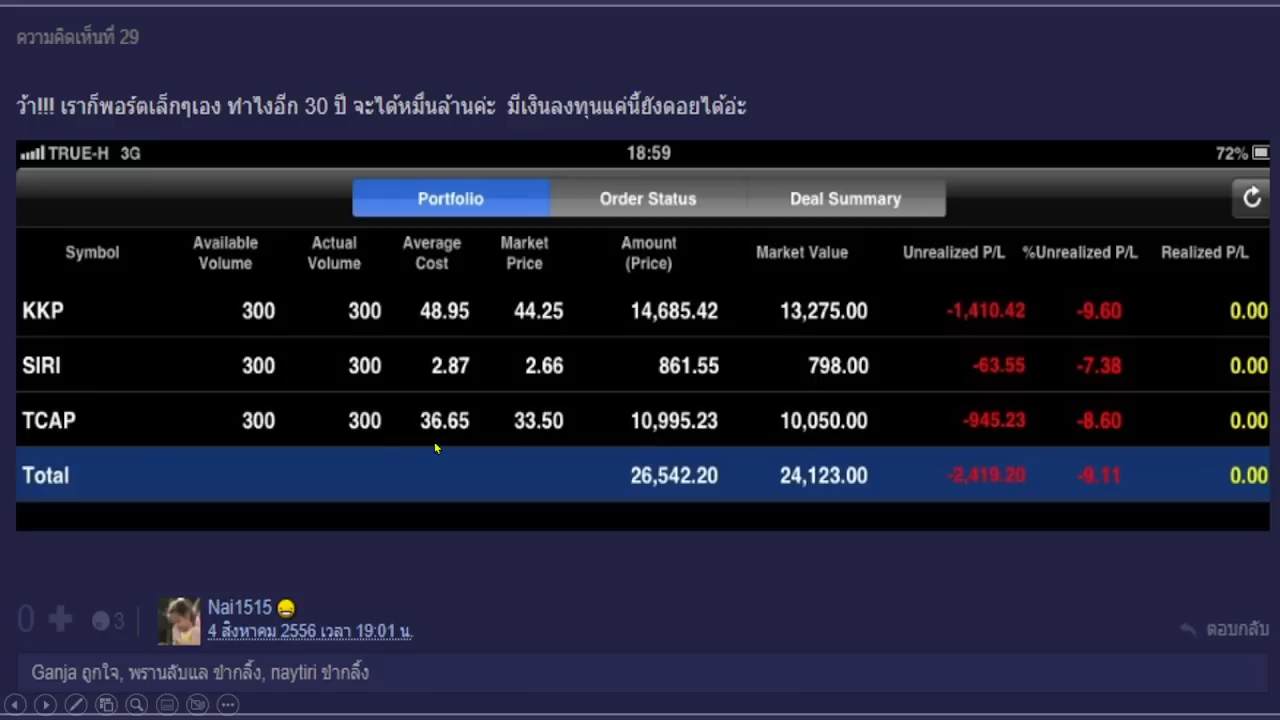 ความคิดเห็นที่ 29
ว้า!!! เราก็พอร์ตเล็กๆเอง ทำไงอีก 30 ปี จะได้หมื่นล้านค่ะ มีเงินลงทุนแค่นี้ยังดอยได้อ่ะ
TRUE-H 3G 18:59 72%
Portfolio Order Status Deal Summary
Symbol Available Volume Actual Volume Average Cost Market Price Amount (Price) Market Value Unrealized P/L %Unrealized P/L Realized P/L
KKP 300 300 48.95 44.25 14,685.42 13,275.00 -1,410.42 -9.60 0.00
SIRI 300 300 2.87 2.66 861.55 798.00 -63.55 -7.38 0.00
TCAP 300 300 36.65 33.50 10,995.23 10,050.00 -945.23 -8.60 0.00
Total 26,542.20 24,123.00 -2,419.20 -9.11 0.00
0 3 Nai1515
4 สิงหาคม 2556 เวลา 19:01 น. ตอบกลับ
Ganja ถูกใจ, พรานลับแล ขำกลิ้ง, naytiri ขำกลิ้ง